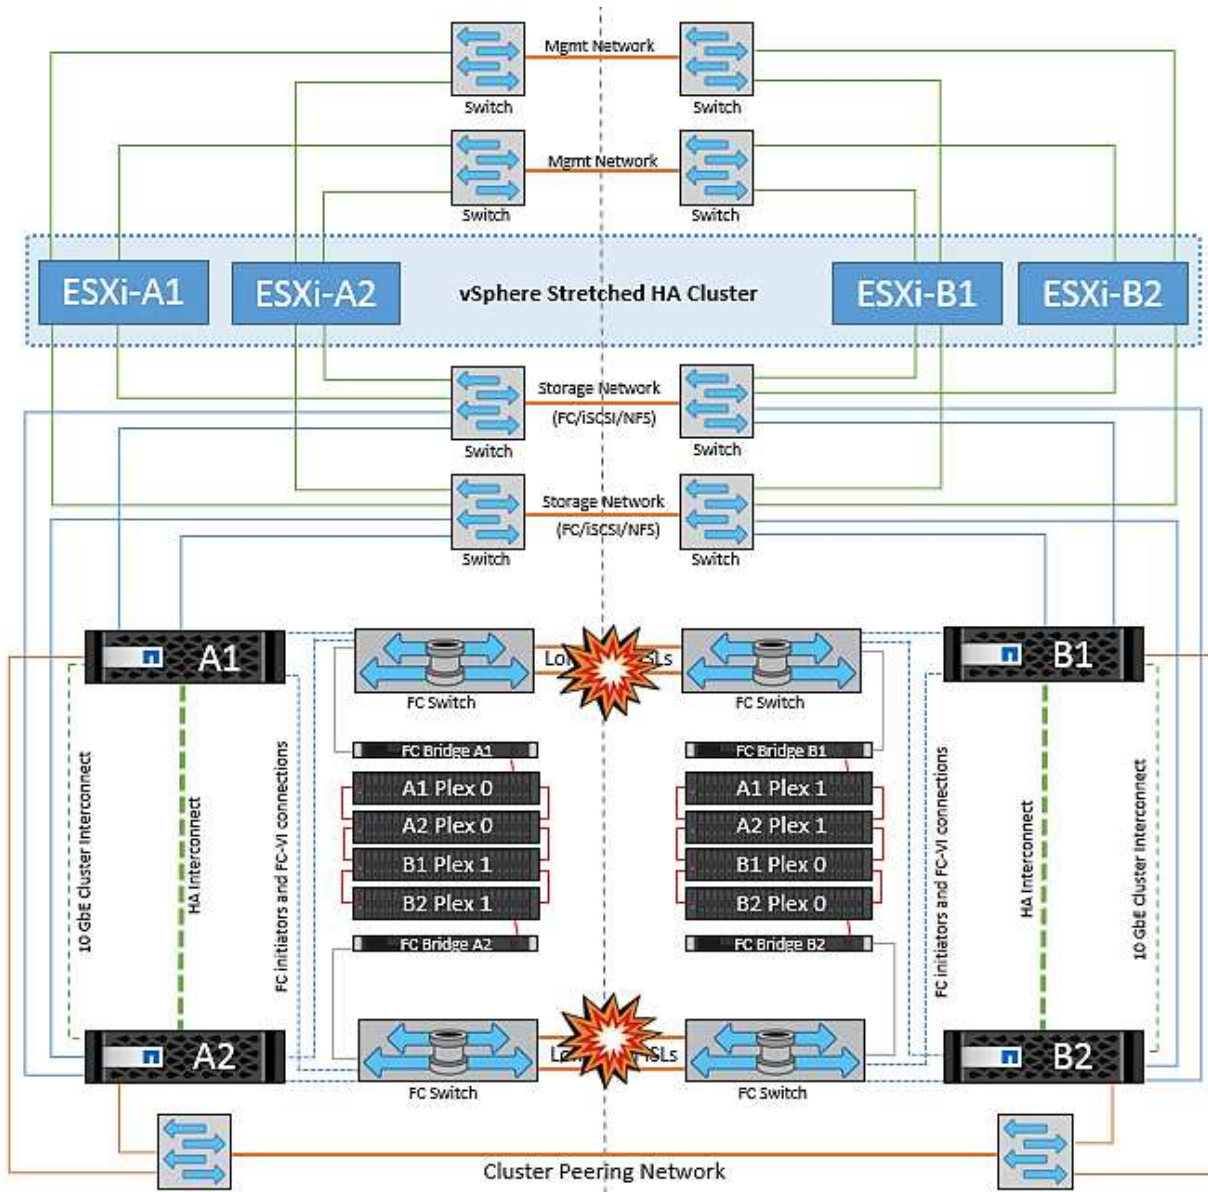 Mgmt Network
Switch
Switch
Mgmt Network
Switch
Switch
ESXi-A1
ESXi-A2
vSphere Stretched HA Cluster
ESXi-B1
ESXi-B2
Storage Network
(FC/iSCSI/NFS)
Switch
Switch
Storage Network
(FC/iSCSI/NFS)
Switch
Switch
A1
B1
FC Switch
FC Switch
FC Bridge A1
FC Bridge B1
A1 Plex 0
A1 Plex 1
A2 Plex 0
A2 Plex 1
B1 Plex 1
B1 Plex 0
B2 Plex 1
B2 Plex 0
FC Bridge A2
FC Bridge B2
10 GbE Cluster Interconnect
HA Interconnect
FC initiators and FC-VI connections
FC initiators and FC-VI connections
HA Interconnect
10 GbE Cluster Interconnect
A2
B2
ISLs
FC Switch
FC Switch
Cluster Peering Network